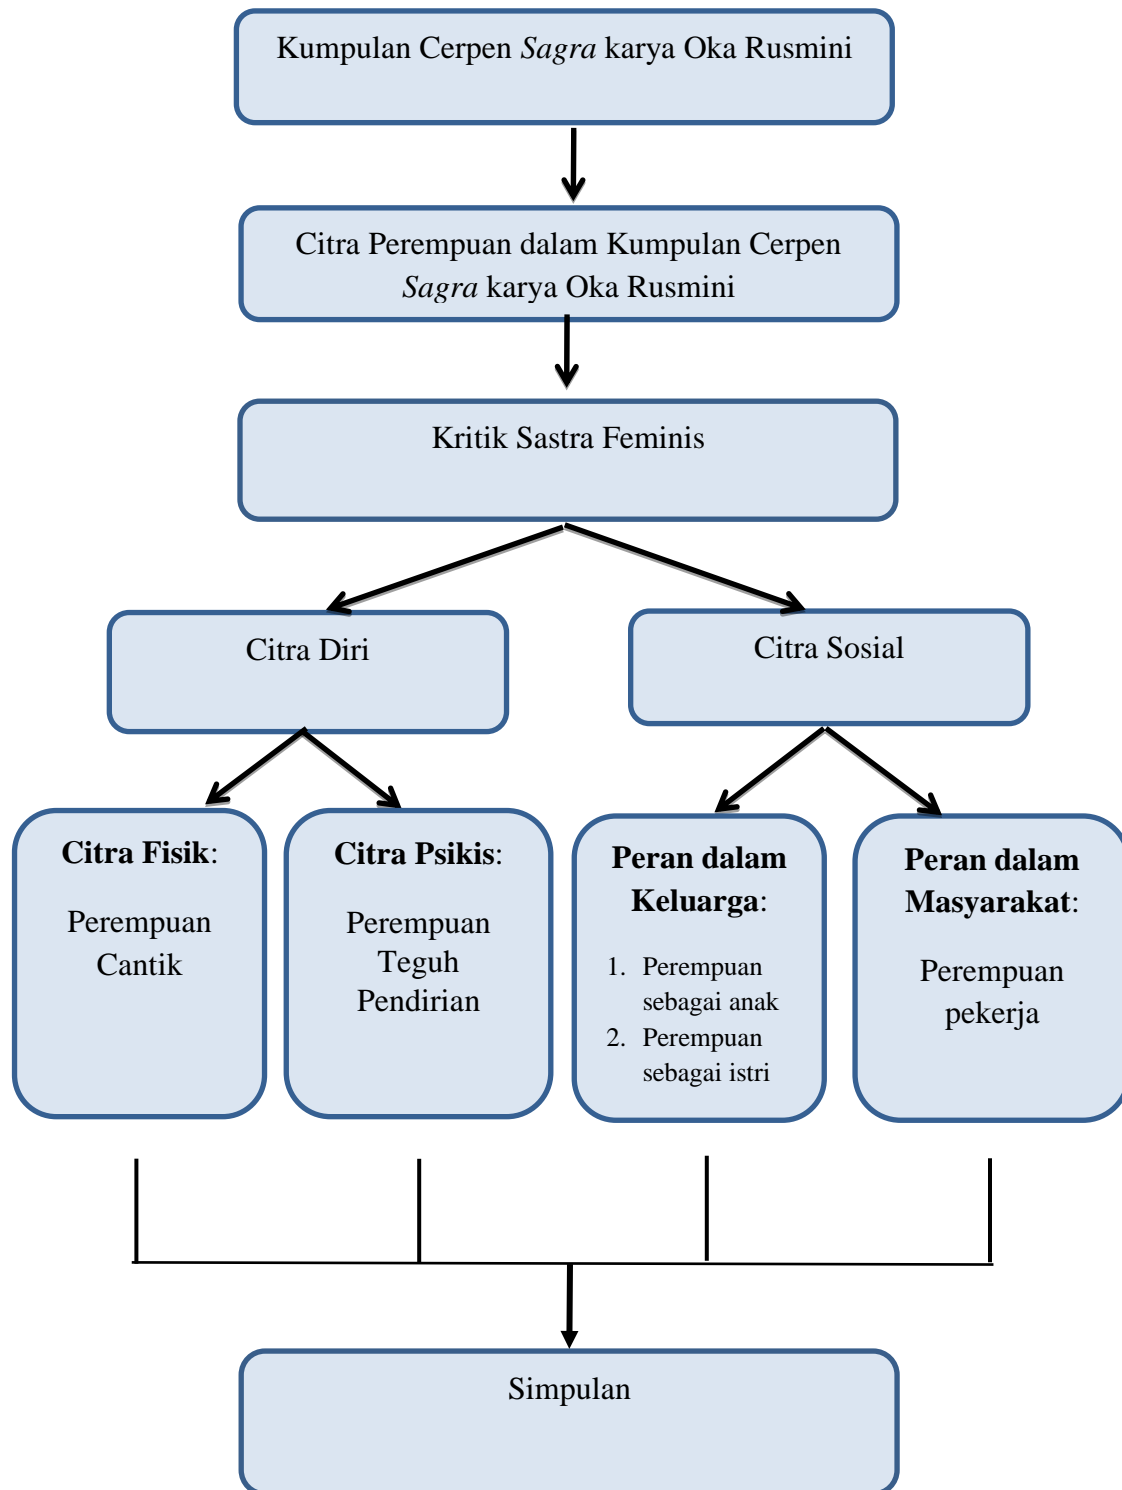 Kumpulan Cerpen Sagra karya Oka Rusmini
Citra Perempuan dalam Kumpulan Cerpen
Sagra karya Oka Rusmini
Kritik Sastra Feminis
Citra Diri
Citra Sosial
Citra Fisik:
Perempuan
Cantik
Citra Psikis:
Perempuan
Teguh
Pendirian
Peran dalam
Keluarga:
1. Perempuan
sebagai anak
2. Perempuan
sebagai istri
Peran dalam
Masyarakat:
Perempuan
pekerja
Simpulan